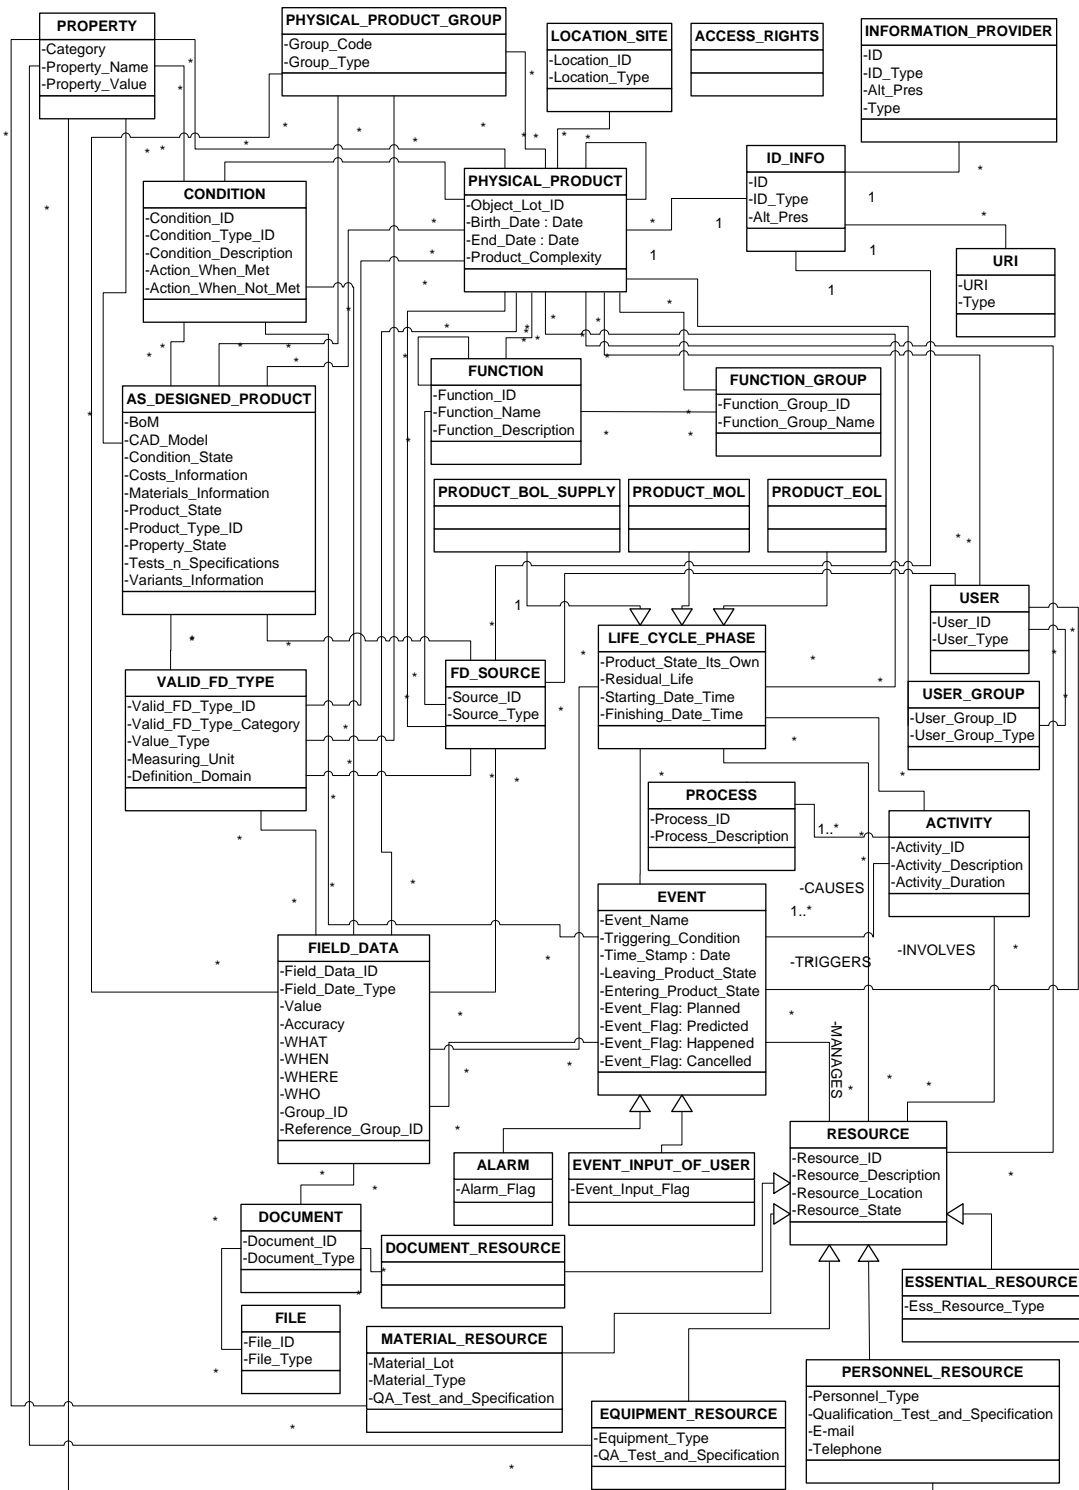 PROPERTY
-Category
-Property_Name
-Property_Value
PHYSICAL_PRODUCT_GROUP
-Group_Code
-Group_Type
LOCATION_SITE
-Location_ID
-Location_Type
ACCESS_RIGHTS
INFORMATION_PROVIDER
-ID
-ID_Type
-Alt_Pres
-Type
CONDITION
-Condition_ID
-Condition_Type_ID
-Condition_Description
-Action_When_Met
-Action_When_Not_Met
PHYSICAL_PRODUCT
-Object_Lot_ID
-Birth_Date : Date
-End_Date : Date
-Product_Complexity
ID_INFO
-ID
-ID_Type
-Alt_Pres
1
1
1
1
1
URI
-URI
-Type
AS_DESIGNED_PRODUCT
-BoM
-CAD_Model
-Condition_State
-Costs_Information
-Materials_Information
-Product_State
-Product_Type_ID
-Property_State
-Tests_n_Specifications
-Variants_Information
FUNCTION
-Function_ID
-Function_Name
-Function_Description
FUNCTION_GROUP
-Function_Group_ID
-Function_Group_Name
PRODUCT_BOL_SUPPLY
PRODUCT_MOL
PRODUCT_EOL
1
1
LIFE_CYCLE_PHASE
-Product_State_Its_Own
-Residual_Life
-Starting_Date_Time
-Finishing_Date_Time
USER
-User_ID
-User_Type
VALID_FD_TYPE
-Valid_FD_Type_ID
-Valid_FD_Type_Category
-Value_Type
-Measuring_Unit
-Definition_Domain
FD_SOURCE
-Source_ID
-Source_Type
USER_GROUP
-User_Group_ID
-User_Group_Type
PROCESS
-Process_ID
-Process_Description
1..*
ACTIVITY
-Activity_ID
-Activity_Description
-Activity_Duration
-CAUSES
1..*
-TRIGGERS
-INVOLVES
-MANAGES
EVENT
-Event_Name
-Triggering_Condition
-Time_Stamp : Date
-Leaving_Product_State
-Entering_Product_State
-Event_Flag: Planned
-Event_Flag: Predicted
-Event_Flag: Happened
-Event_Flag: Cancelled
FIELD_DATA
-Field_Data_ID
-Field_Date_Type
-Value
-Accuracy
-WHAT
-WHEN
-WHERE
-WHO
-Group_ID
-Reference_Group_ID
ALARM
-Alarm_Flag
EVENT_INPUT_OF_USER
-Event_Input_Flag
RESOURCE
-Resource_ID
-Resource_Description
-Resource_Location
-Resource_State
DOCUMENT
-Document_ID
-Document_Type
DOCUMENT_RESOURCE
ESSENTIAL_RESOURCE
-Ess_Resource_Type
FILE
-File_ID
-File_Type
MATERIAL_RESOURCE
-Material_Lot
-Material_Type
-QA_Test_and_Specification
EQUIPMENT_RESOURCE
-Equipment_Type
-QA_Test_and_Specification
PERSONNEL_RESOURCE
-Personnel_Type
-Qualification_Test_and_Specification
-E-mail
-Telephone